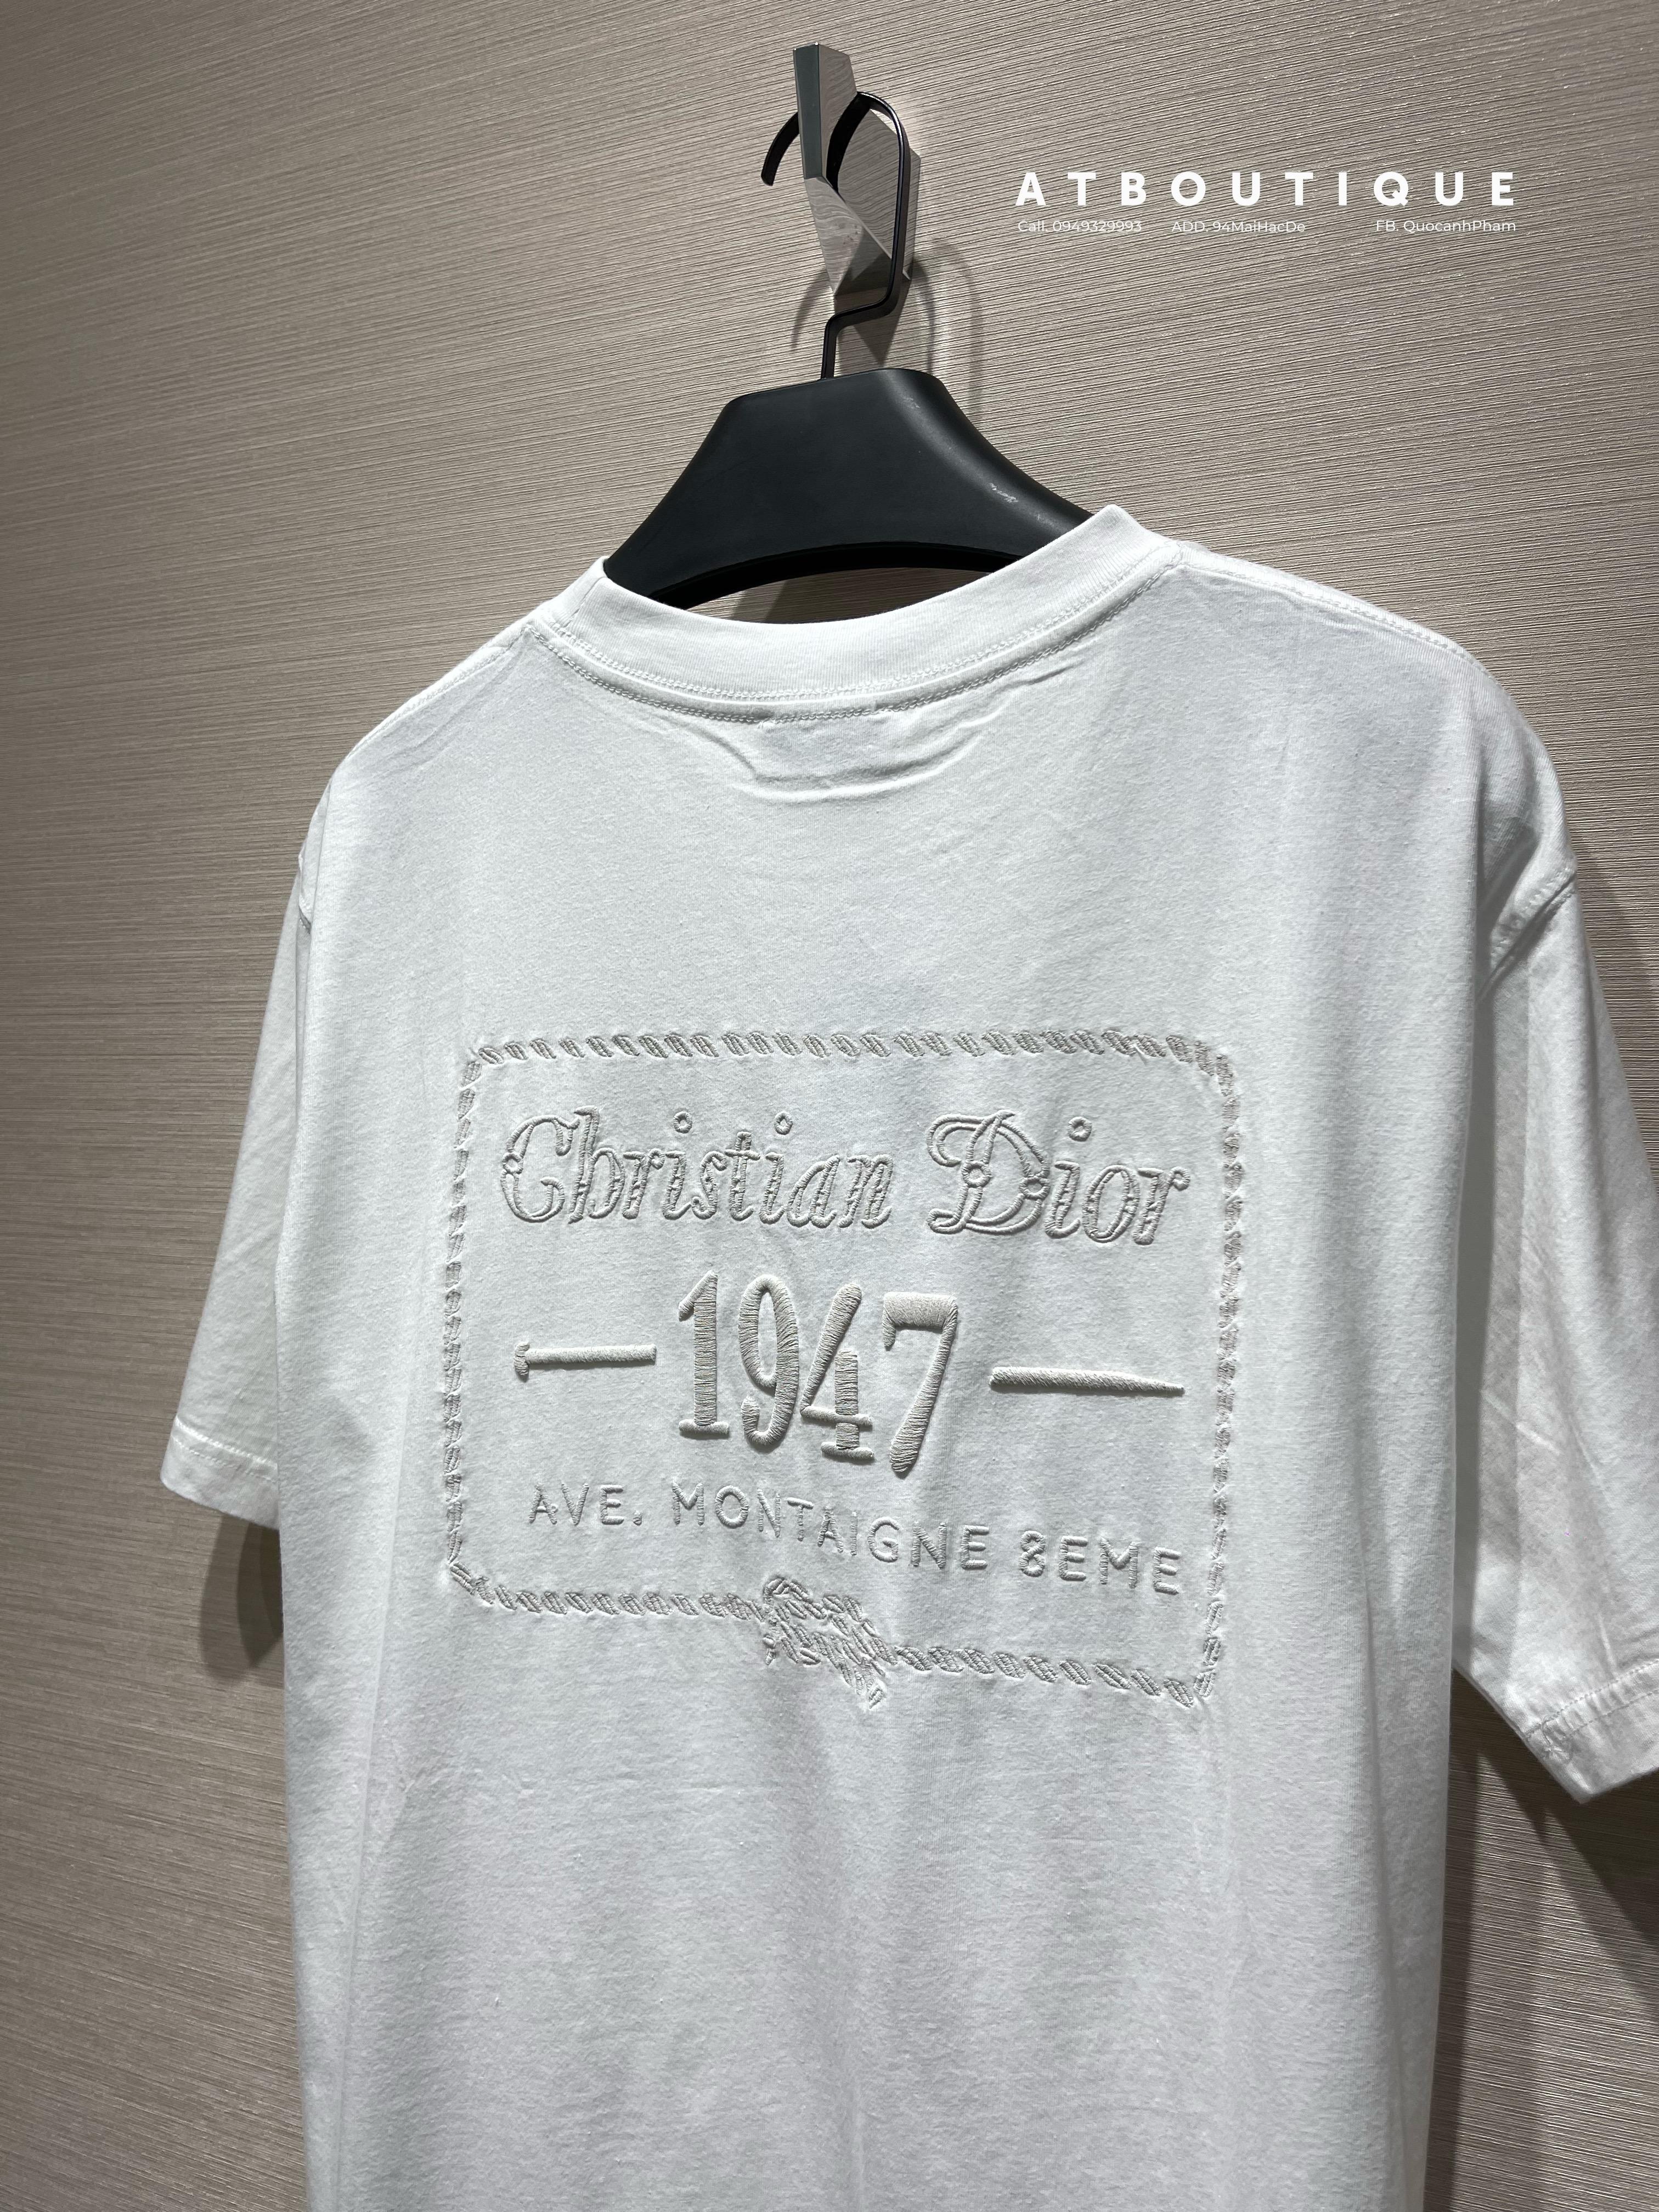 ATBOUTIQUE
Call. 0949329993 ADD. 94MaiHacDe FB. QuocanhPham
Christian Dior
1947
AVE. MONTAIGNE 8EME